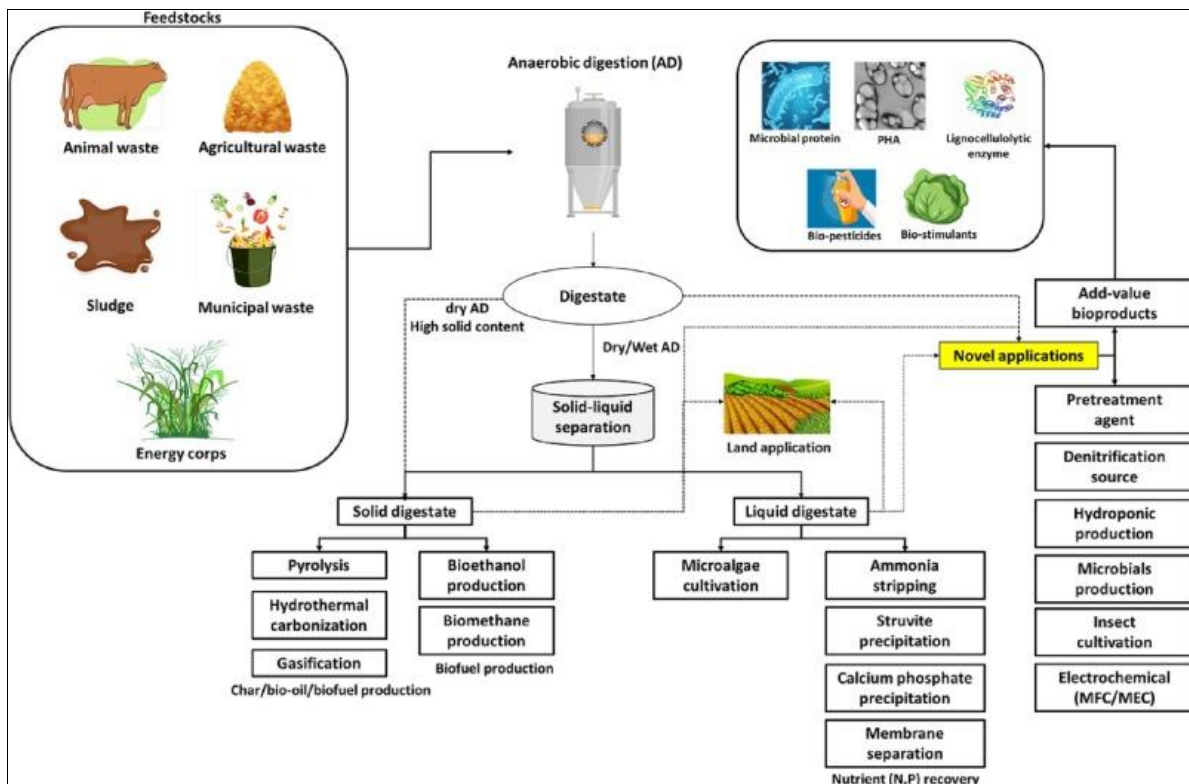 Feedstocks
Animal waste
Agricultural waste
Sludge
Municipal waste
Energy corps
Anaerobic digestion (AD)
Microbial protein
PHA
Lignocellulolytic
enzyme
Bio-pesticides
Bio-stimulants
Digestate
dry AD
High solid content
Dry/Wet AD
Solid-liquid
separation
Land application
Add-value
bioproducts
Novel applications
Pretreatment
agent
Denitrification
source
Hydroponic
production
Microbials
production
Insect
cultivation
Electrochemical
(MFC/MEC)
Solid digestate
Pyrolysis
Hydrothermal
carbonization
Gasification
Char/bio-oil/biofuel production
Bioethanol
production
Biomethane
production
Biofuel production
Liquid digestate
Microalgae
cultivation
Ammonia
stripping
Struvite
precipitation
Calcium phosphate
precipitation
Membrane
separation
Nutrient (N,P) recovery